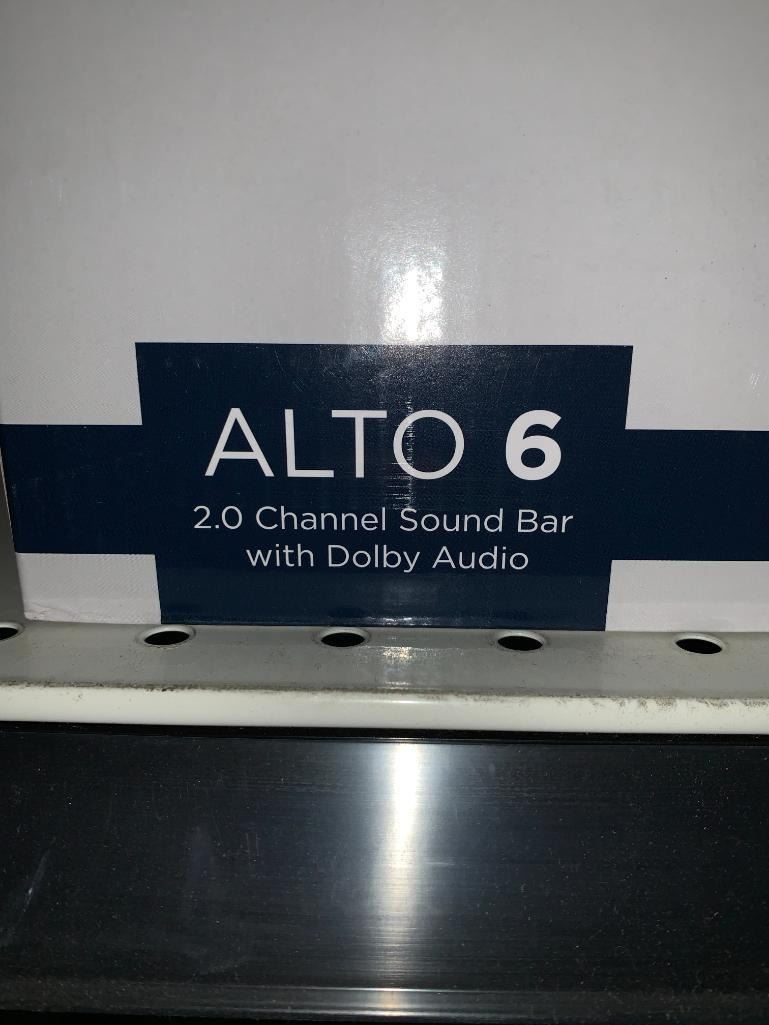 ALTO 6
2.0 Channel Sound Bar
with Dolby Audio